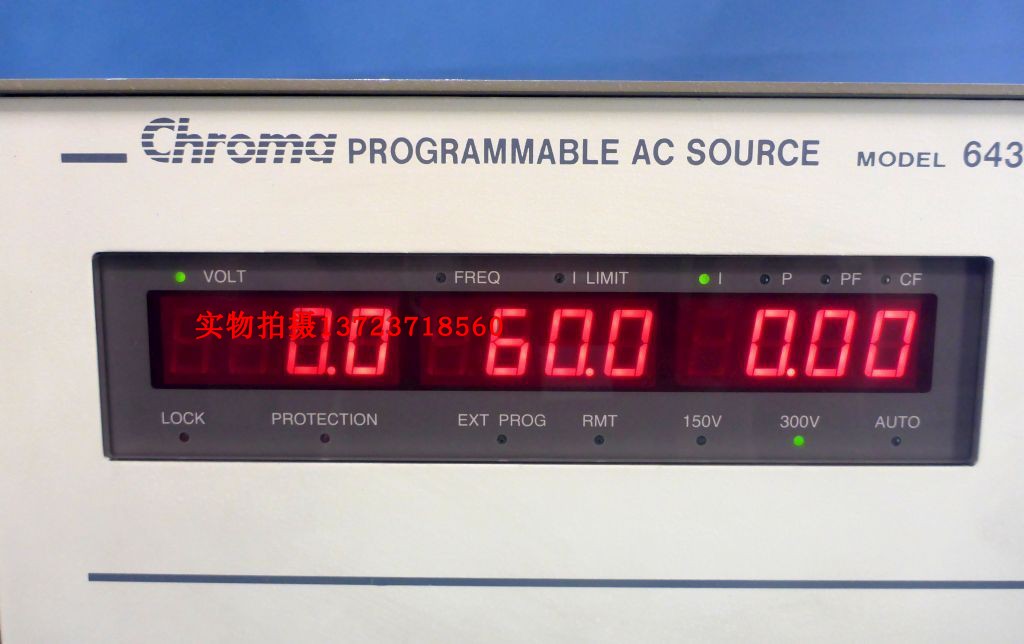 Chroma PROGRAMMABLE AC SOURCE MODEL 643
VOLT FREQ I LIMIT I P PF CF
0.0 60.0 0.00
实物拍摄13723718560
LOCK PROTECTION EXT PROG RMT 150V 300V AUTO